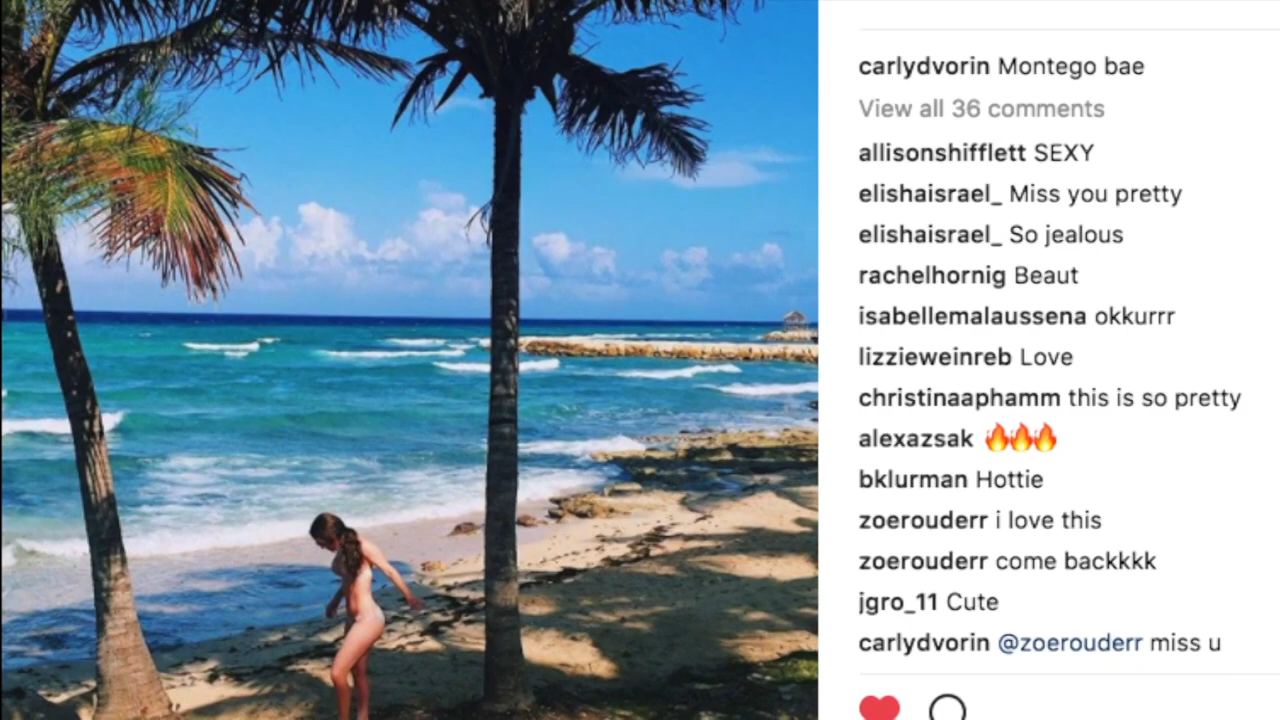 carlydvorin Montego bae
View all 36 comments
allisonshifflett SEXY
elishaisrael_ Miss you pretty
elishaisrael_ So jealous
rachelhornig Beaut
isabellemalaussena okkurrr
lizzieweinreb Love
christinaaphamm this is so pretty
alexazsak 🔥🔥🔥
bklurman Hottie
zoerouderr i love this
zoerouderr come backkkk
jgro_11 Cute
carlydvorin @zoerouderr miss u